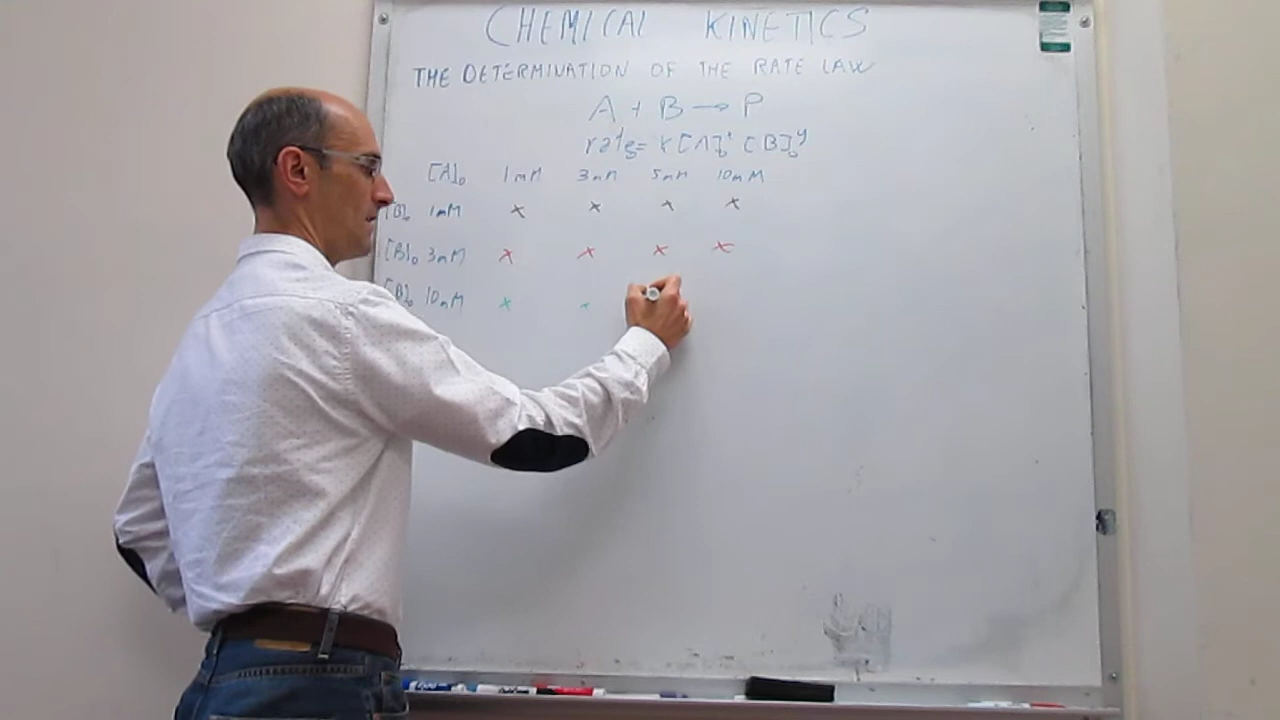 CHEMICAL KINETICS
THE DETERMINATION OF THE RATE LAW
A + B → P
rate = k [A]₀ˣ [B]₀ʸ
[A]₀ 1mM 3mM 5mM 10mM
[B]₀ 1mM x x x x
[B]₀ 3mM x x x x
[B]₀ 10mM x x